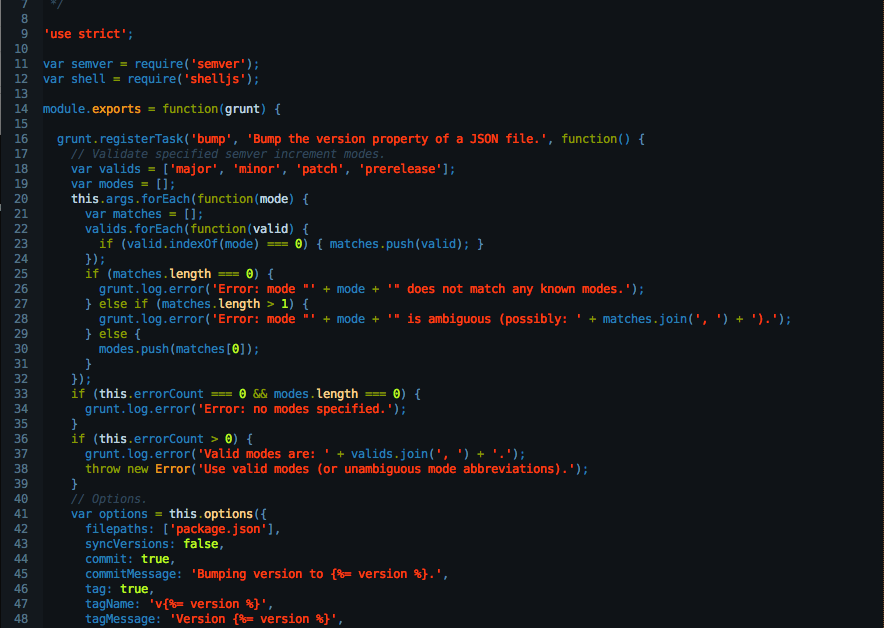 7 */
8
9 'use strict';
10
11 var semver = require('semver');
12 var shell = require('shelljs');
13
14 module.exports = function(grunt) {
15
16   grunt.registerTask('bump', 'Bump the version property of a JSON file.', function() {
17     // Validate specified semver increment modes.
18     var valids = ['major', 'minor', 'patch', 'prerelease'];
19     var modes = [];
20     this.args.forEach(function(mode) {
21       var matches = [];
22       valids.forEach(function(valid) {
23         if (valid.indexOf(mode) === 0) { matches.push(valid); }
24       });
25       if (matches.length === 0) {
26         grunt.log.error('Error: mode "' + mode + '" does not match any known modes.');
27       } else if (matches.length > 1) {
28         grunt.log.error('Error: mode "' + mode + '" is ambiguous (possibly: ' + matches.join(', ') + ').');
29       } else {
30         modes.push(matches[0]);
31       }
32     });
33     if (this.errorCount === 0 && modes.length === 0) {
34       grunt.log.error('Error: no modes specified.');
35     }
36     if (this.errorCount > 0) {
37       grunt.log.error('Valid modes are: ' + valids.join(', ') + '.');
38       throw new Error('Use valid modes (or unambiguous mode abbreviations).');
39     }
40     // Options.
41     var options = this.options({
42       filepaths: ['package.json'],
43       syncVersions: false,
44       commit: true,
45       commitMessage: 'Bumping version to {%= version %}.',
46       tag: true,
47       tagName: 'v{%= version %}',
48       tagMessage: 'Version {%= version %}',